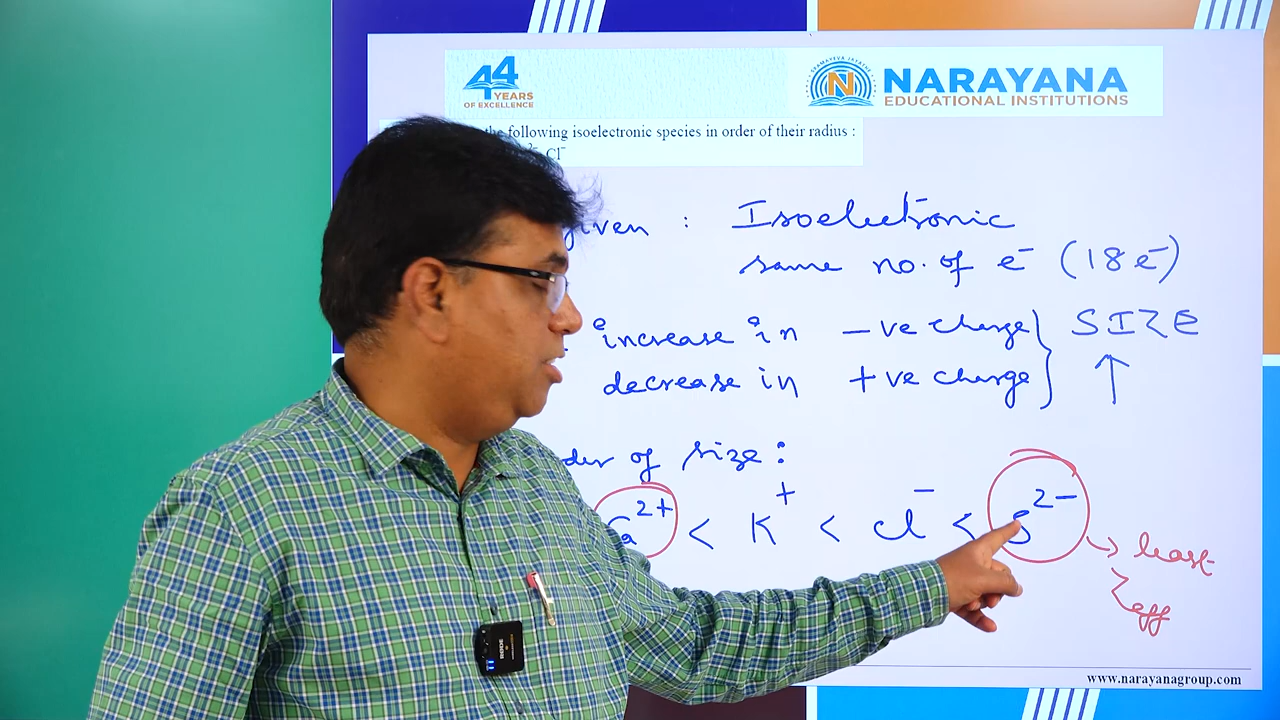 44
YEARS
OF EXCELLENCE
NARAYANA
EDUCATIONAL INSTITUTIONS
the following isoelectronic species in order of their radius :
Cl⁻
given : Isoelectronic
same no. of e⁻ (18 e⁻)
increase in -ve charge
decrease in +ve charge
SIZE
↑
of size :
Ca²⁺ < K⁺ < Cl⁻ < S²⁻
→ least
Zeff
www.narayanagroup.com